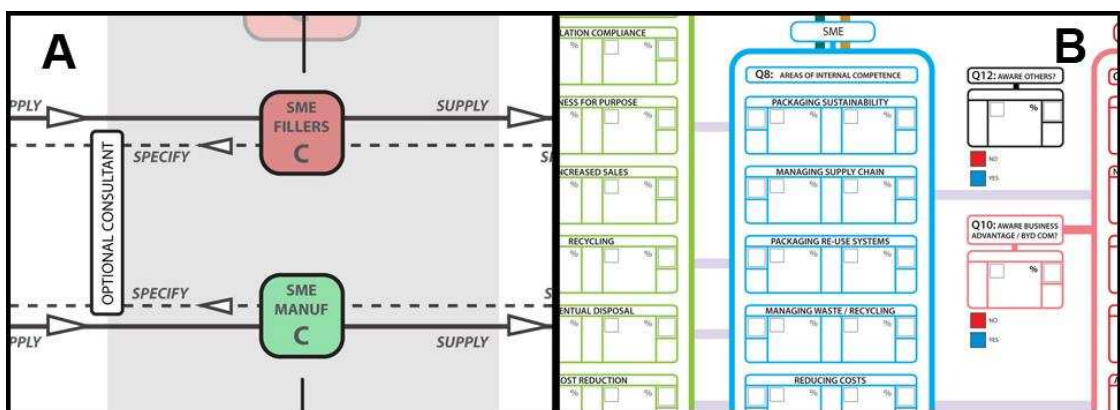 A
C
PPLY
SME
FILLERS
C
SUPPLY
SPECIFY
OPTIONAL CONSULTANT
SPECIFY
SME
MANUF
C
PPLY
SUPPLY
B
LATION COMPLIANCE
% %
NESS FOR PURPOSE
% %
NCREASED SALES
% %
RECYCLING
% %
ENTUAL DISPOSAL
% %
OST REDUCTION
% %
SME
Q8: AREAS OF INTERNAL COMPETENCE
PACKAGING SUSTAINABILITY
% %
MANAGING SUPPLY CHAIN
% %
PACKAGING RE-USE SYSTEMS
% %
MANAGING WASTE / RECYCLING
% %
REDUCING COSTS
% %
Q12: AWARE OTHERS?
%
NO
YES
Q10: AWARE BUSINESS
ADVANTAGE / BYD COM?
%
NO
YES